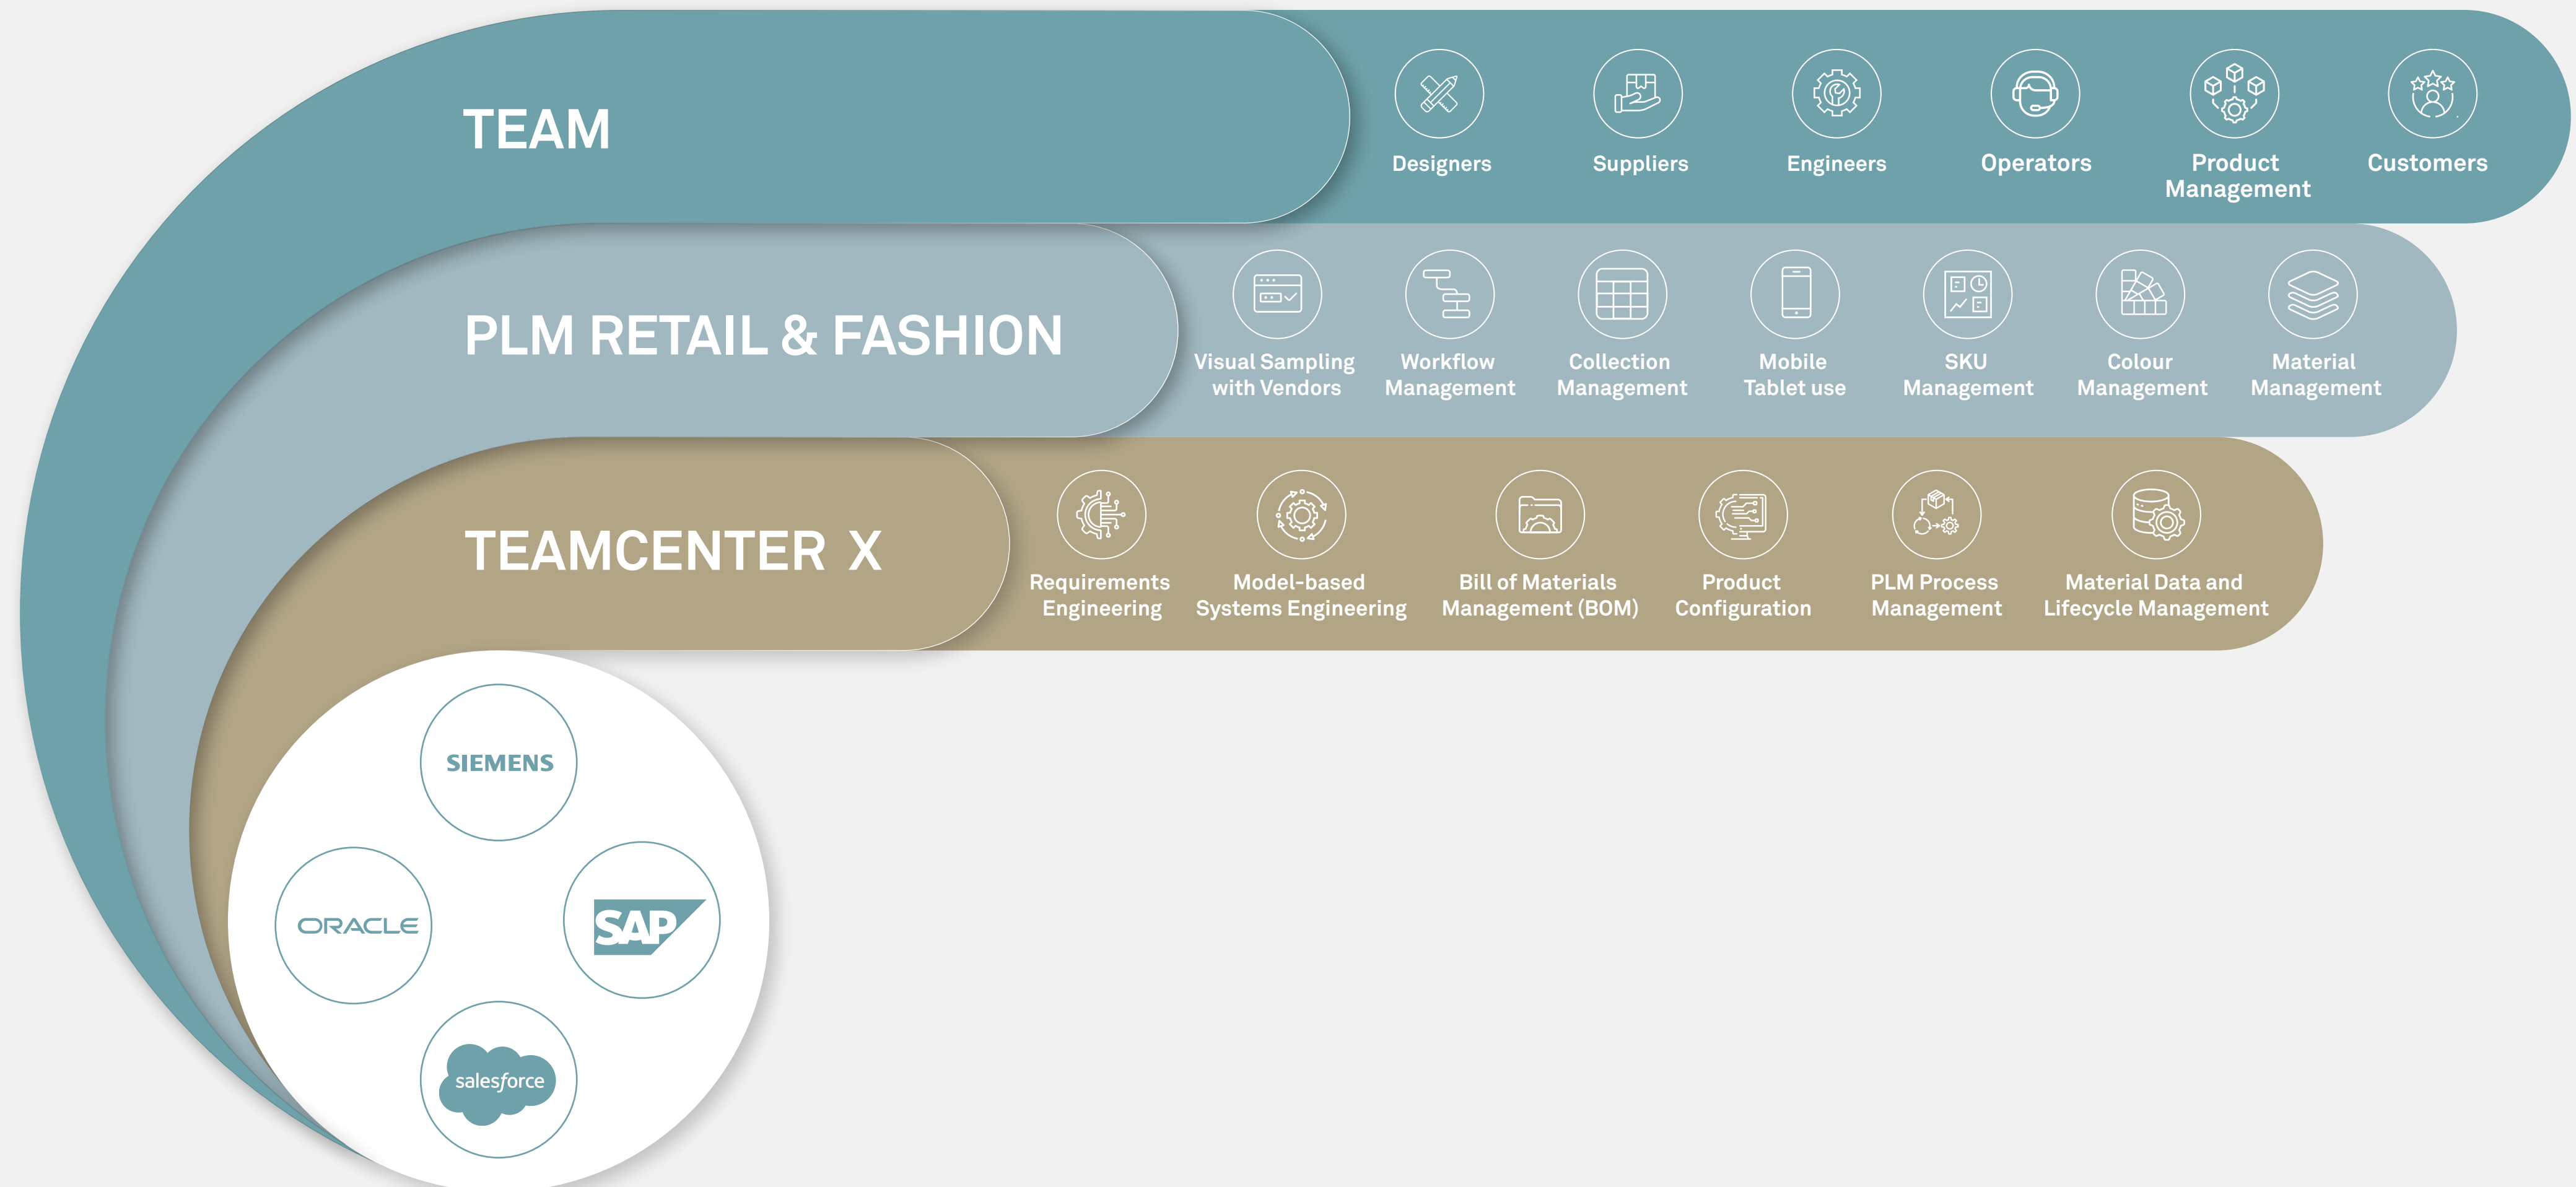 TEAM
Designers
Suppliers
Engineers
Operators
Product
Management
Customers
PLM RETAIL & FASHION
Visual Sampling
with Vendors
Workflow
Management
Collection
Management
Mobile
Tablet use
SKU
Management
Colour
Management
Material
Management
TEAMCENTER X
Requirements
Engineering
Model-based
Systems Engineering
Bill of Materials
Management (BOM)
Product
Configuration
PLM Process
Management
Material Data and
Lifecycle Management
SIEMENS
ORACLE
SAP
salesforce